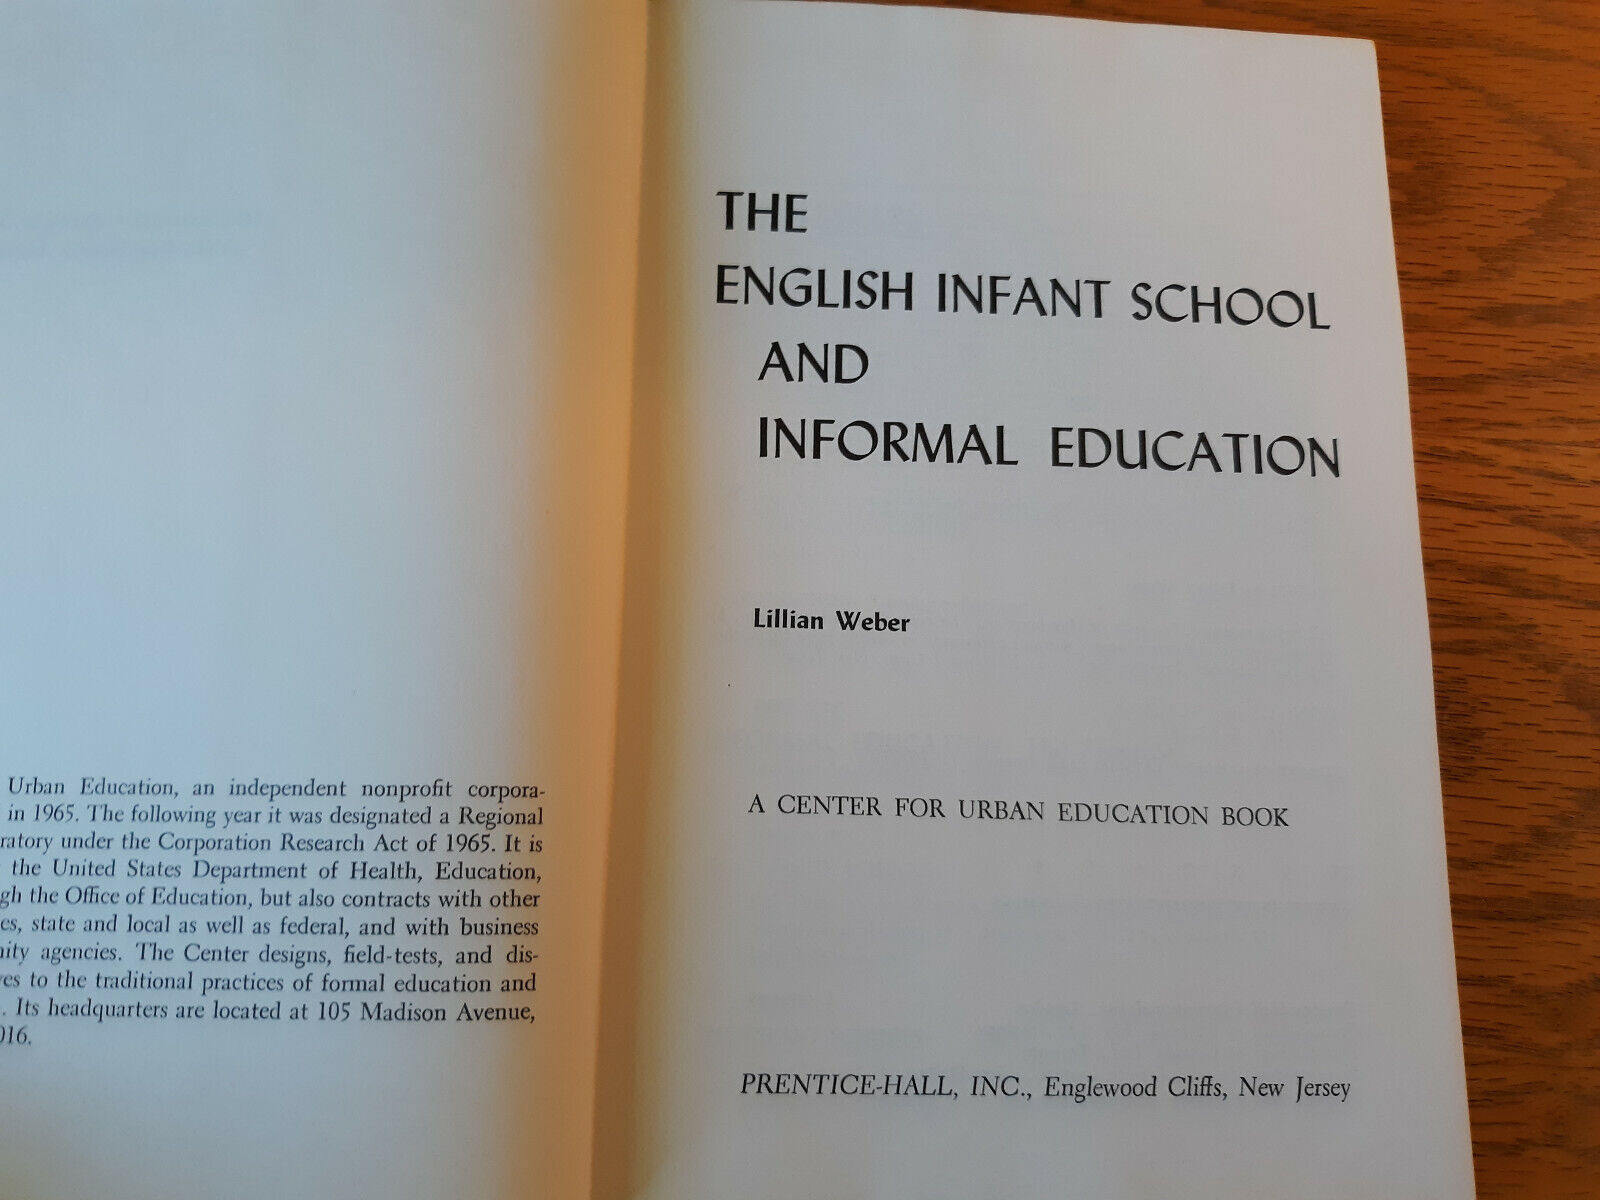 Urban Education, an independent nonprofit corpora-
in 1965. The following year it was designated a Regional
ratory under the Corporation Research Act of 1965. It is
the United States Department of Health, Education,
gh the Office of Education, but also contracts with other
es, state and local as well as federal, and with business
nity agencies. The Center designs, field-tests, and dis-
es to the traditional practices of formal education and
. Its headquarters are located at 105 Madison Avenue,
016.
THE
ENGLISH INFANT SCHOOL
AND
INFORMAL EDUCATION
Lillian Weber
A CENTER FOR URBAN EDUCATION BOOK
PRENTICE-HALL, INC., Englewood Cliffs, New Jersey